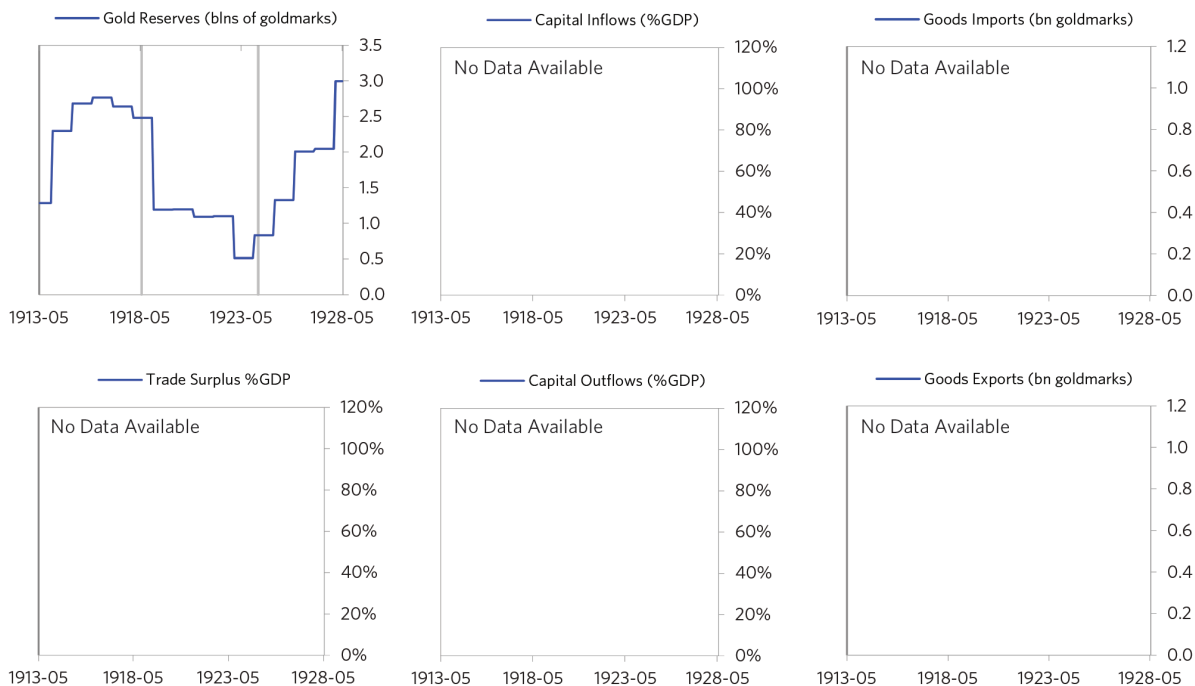 Gold Reserves (blns of goldmarks)
3.5
3.0
2.5
2.0
1.5
1.0
0.5
0.0
1913-05 1918-05 1923-05 1928-05
Capital Inflows (%GDP)
No Data Available
120%
100%
80%
60%
40%
20%
0%
1913-05 1918-05 1923-05 1928-05
Goods Imports (bn goldmarks)
No Data Available
1.2
1.0
0.8
0.6
0.4
0.2
0.0
1913-05 1918-05 1923-05 1928-05
Trade Surplus %GDP
No Data Available
120%
100%
80%
60%
40%
20%
0%
1913-05 1918-05 1923-05 1928-05
Capital Outflows (%GDP)
No Data Available
120%
100%
80%
60%
40%
20%
0%
1913-05 1918-05 1923-05 1928-05
Goods Exports (bn goldmarks)
No Data Available
1.2
1.0
0.8
0.6
0.4
0.2
0.0
1913-05 1918-05 1923-05 1928-05